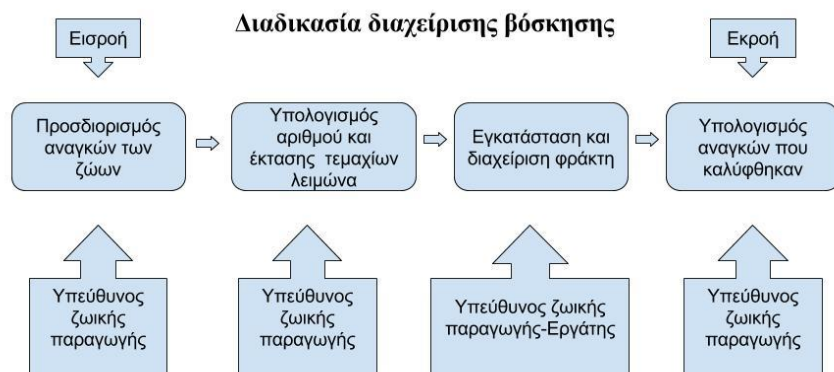 Διαδικασία διαχείρισης βόσκησης
Εισροή
Εκροή
Προσδιορισμός
αναγκών των
ζώων
Υπολογισμός
αριθμού και
έκτασης τεμαχίων
λειμώνα
Εγκατάσταση και
διαχείριση φράκτη
Υπολογισμός
αναγκών που
καλύφθηκαν
Υπεύθυνος
ζωικής
παραγωγής
Υπεύθυνος
ζωικής
παραγωγής
Υπεύθυνος ζωικής
παραγωγής-Εργάτης
Υπεύθυνος
ζωικής
παραγωγής